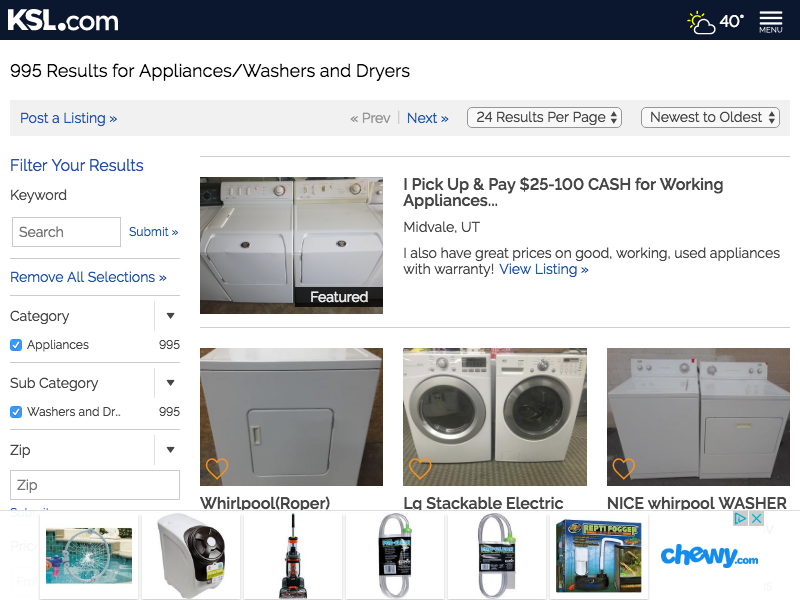 KSL.com
40°
MENU
995 Results for Appliances/Washers and Dryers
Post a Listing »
« Prev | Next »
24 Results Per Page
Newest to Oldest
Filter Your Results
Keyword
Search
Submit »
Remove All Selections »
Category
Appliances 995
Sub Category
Washers and Dr.. 995
Zip
Zip
Featured
I Pick Up & Pay $25-100 CASH for Working
Appliances...
Midvale, UT
I also have great prices on good, working, used appliances
with warranty! View Listing »
Whirlpool(Roper)
Lg Stackable Electric
NICE whirpool WASHER
REPTI FOGGER
chewy.com